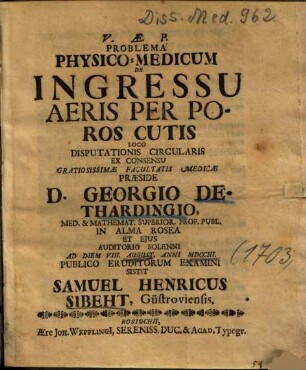 Diss. Med. 962
V. Æ. P.
PROBLEMA
PHYSICO-MEDICUM
DE
INGRESSU
AERIS PER PO-
ROS CUTIS
LOCO
DISPUTATIONIS CIRCULARIS
EX CONSENSU
GRATIOSISSIMÆ FACULTATIS MEDICÆ
PRÆSIDE
D. GEORGIO DE-
THARDINGIO,
MED. & MATHEMAT. SUPERIOR. PROF. PUBL.
IN ALMA ROSEA
ET EJUS
AUDITORIO SOLENNI
AD DIEM VIII. AUGUST. ANNI MDCCIII.
PUBLICO ERUDITORUM EXAMINI
SISTIT
(1703)
SAMUEL HENRICUS
SIBEHT, Güstroviensis.
ROSTOCHII,
Ære JOH. WEPPLINGI, SERENISS. DUC. & ACAD. Typogr.